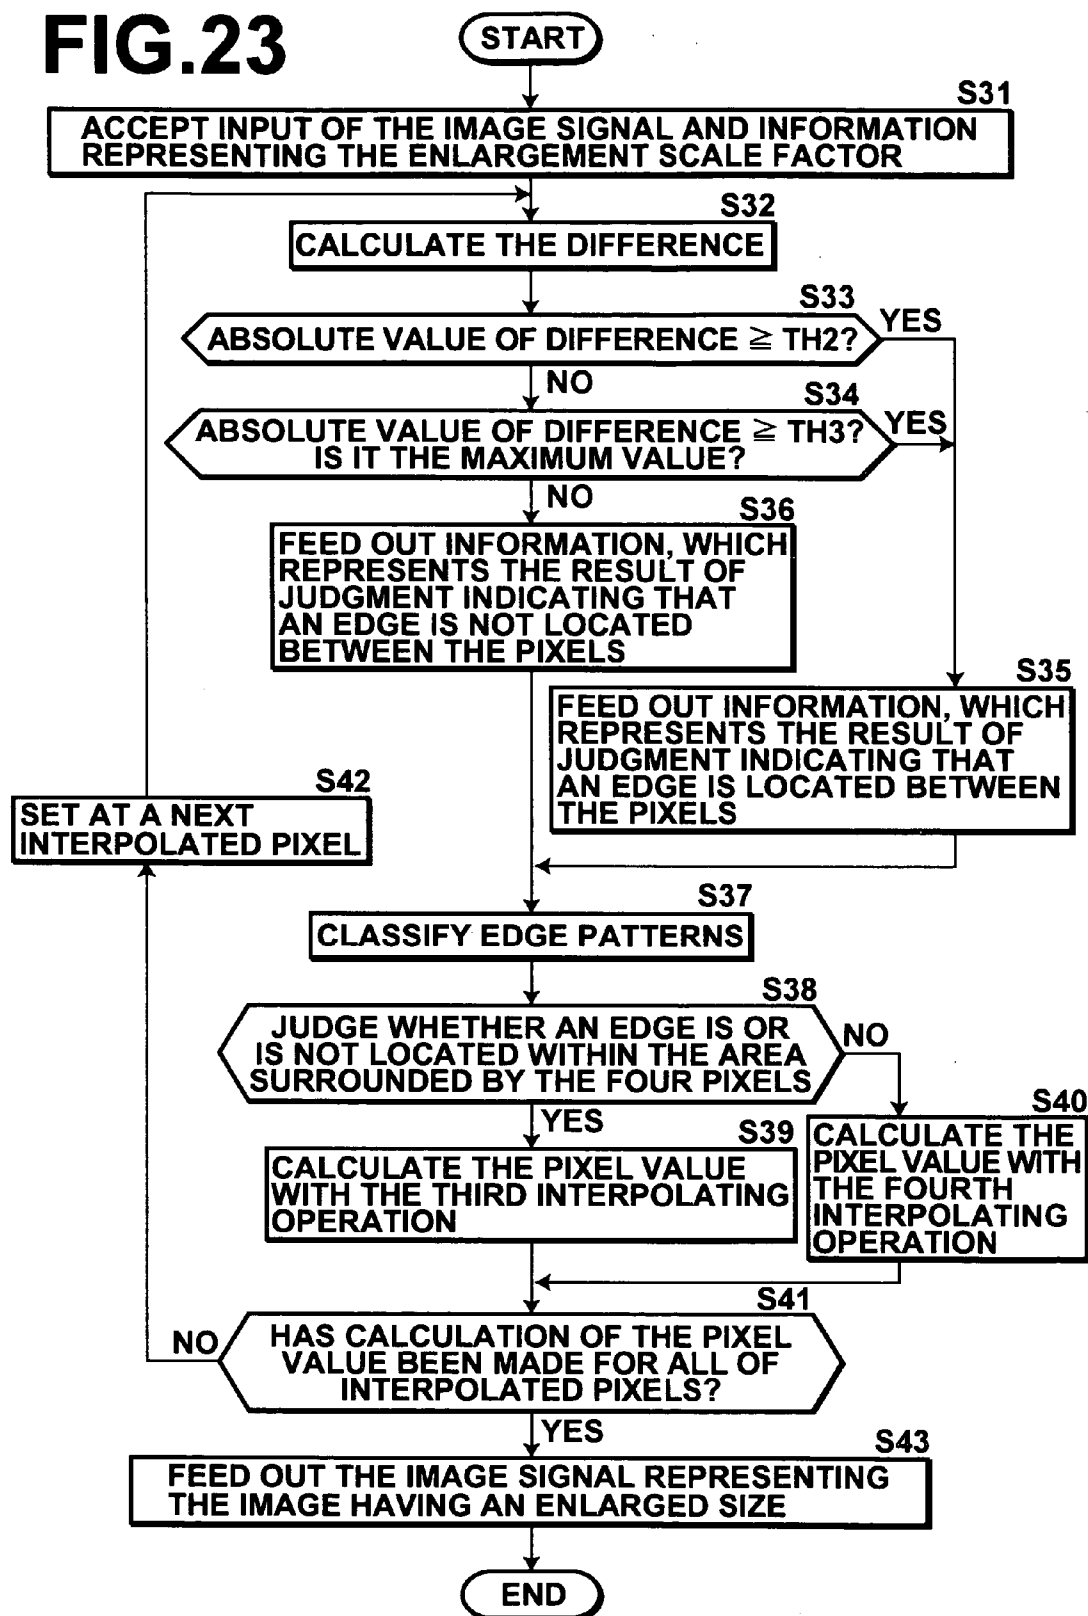 FIG.23
START
S31
ACCEPT INPUT OF THE IMAGE SIGNAL AND INFORMATION
REPRESENTING THE ENLARGEMENT SCALE FACTOR
S32
CALCULATE THE DIFFERENCE
S33
ABSOLUTE VALUE OF DIFFERENCE ≧ TH2?
YES
NO
S34
ABSOLUTE VALUE OF DIFFERENCE ≧ TH3?
IS IT THE MAXIMUM VALUE?
YES
NO
S36
FEED OUT INFORMATION, WHICH
REPRESENTS THE RESULT OF
JUDGMENT INDICATING THAT
AN EDGE IS NOT LOCATED
BETWEEN THE PIXELS
S35
FEED OUT INFORMATION, WHICH
REPRESENTS THE RESULT OF
JUDGMENT INDICATING THAT
AN EDGE IS LOCATED BETWEEN
THE PIXELS
S42
SET AT A NEXT
INTERPOLATED PIXEL
S37
CLASSIFY EDGE PATTERNS
S38
JUDGE WHETHER AN EDGE IS OR
IS NOT LOCATED WITHIN THE AREA
SURROUNDED BY THE FOUR PIXELS
NO
YES
S39
CALCULATE THE PIXEL VALUE
WITH THE THIRD INTERPOLATING
OPERATION
S40
CALCULATE THE
PIXEL VALUE WITH
THE FOURTH
INTERPOLATING
OPERATION
S41
HAS CALCULATION OF THE PIXEL
VALUE BEEN MADE FOR ALL OF
INTERPOLATED PIXELS?
NO
YES
S43
FEED OUT THE IMAGE SIGNAL REPRESENTING
THE IMAGE HAVING AN ENLARGED SIZE
END